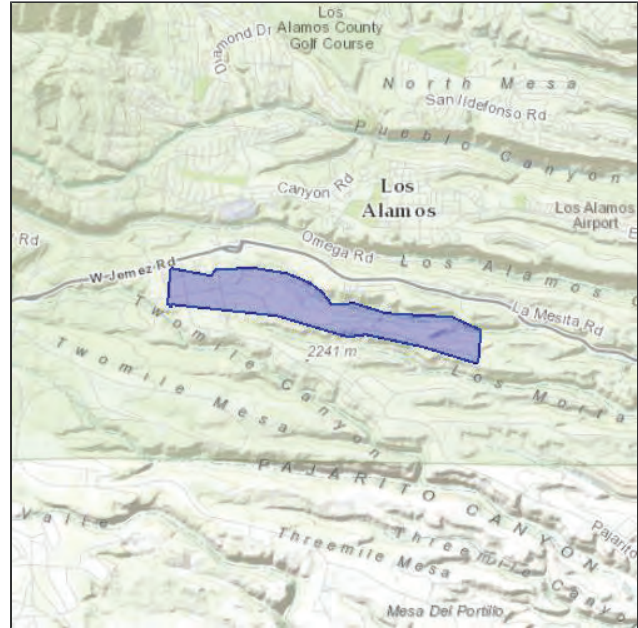 Los
Alamos County
Golf Course
Diamond Dr
North Mesa
San Ildefonso Rd
Pueblo Canyon
Canyon Rd
Los
Alamos
Los Alamos
Airport
Rd
Omega Rd
Los Alamos
W Jemez Rd
La Mesita Rd
Twomile Canyon
2241 m
Twomile Mesa
Los Morta
PAJARITO CANYON
Valle
Threemile Mesa
Threemile Canyo
Pajarito
Mesa Del Portillo